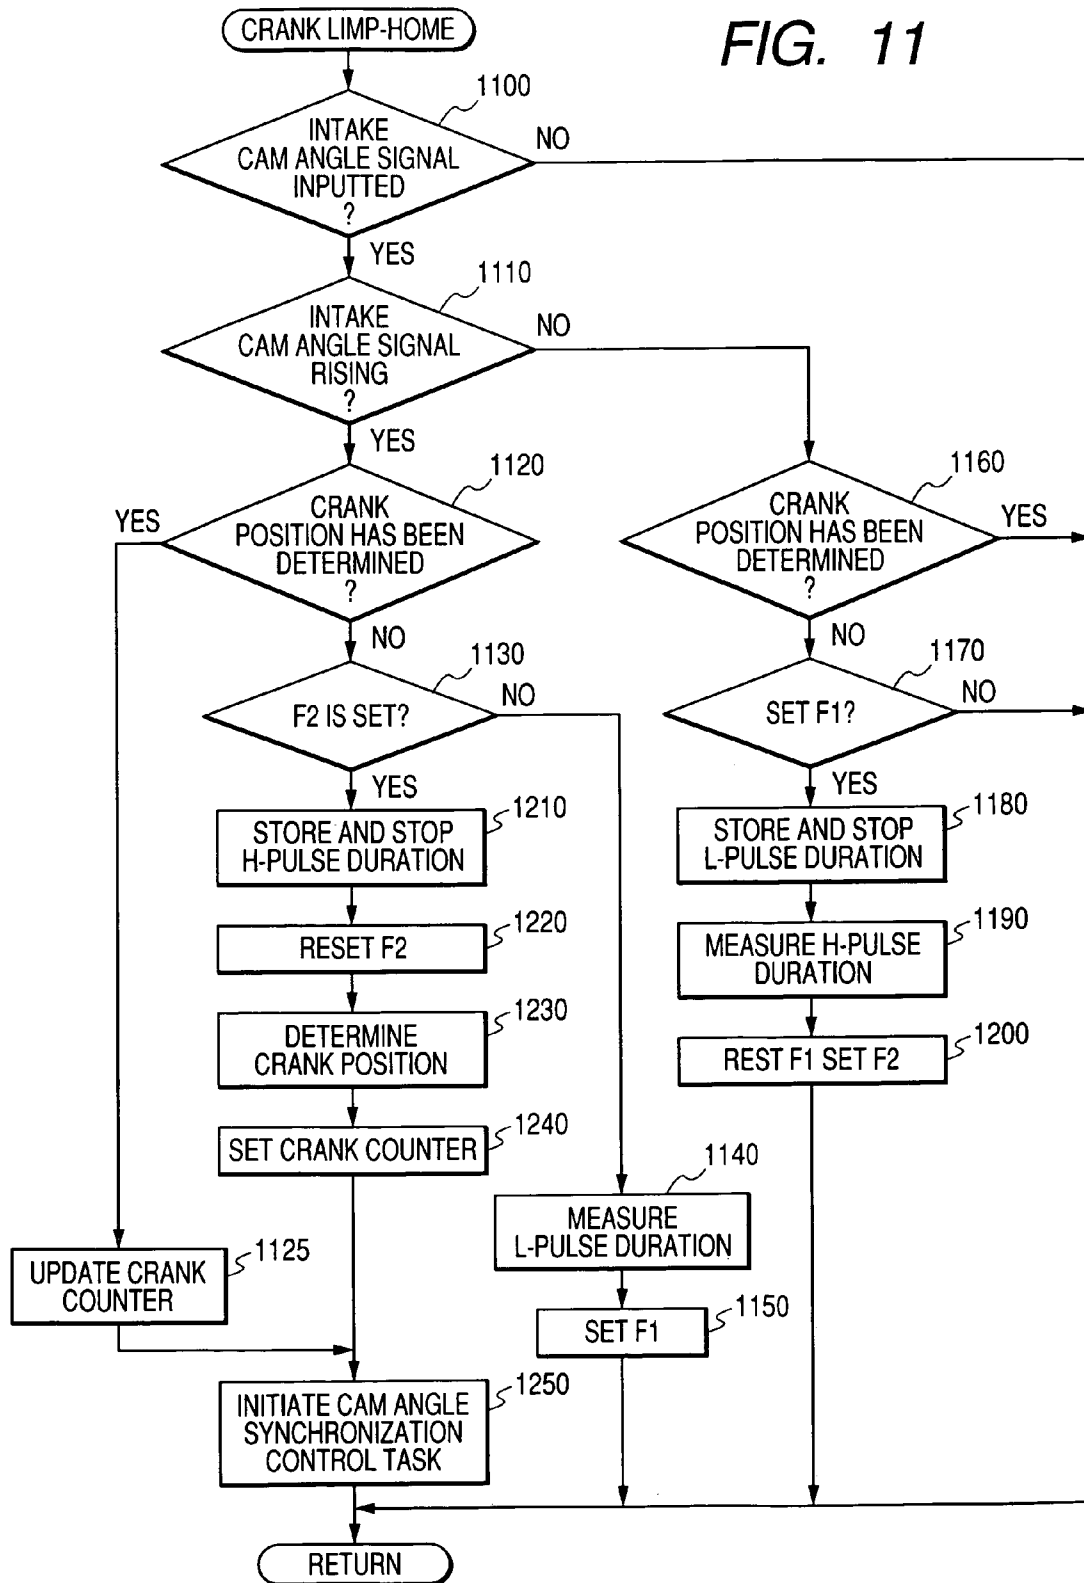 CRANK LIMP-HOME
FIG. 11
1100
INTAKE
CAM ANGLE SIGNAL
INPUTTED
?
NO
YES
1110
INTAKE
CAM ANGLE SIGNAL
RISING
?
NO
YES
1120
CRANK
POSITION HAS BEEN
DETERMINED
?
YES
NO
1160
CRANK
POSITION HAS BEEN
DETERMINED
?
YES
NO
1130
F2 IS SET?
NO
YES
1170
SET F1?
NO
YES
1210
STORE AND STOP
H-PULSE DURATION
1180
STORE AND STOP
L-PULSE DURATION
1220
RESET F2
1190
MEASURE H-PULSE
DURATION
1230
DETERMINE
CRANK POSITION
1200
REST F1 SET F2
1240
SET CRANK COUNTER
1140
MEASURE
L-PULSE DURATION
1125
UPDATE CRANK
COUNTER
1150
SET F1
1250
INITIATE CAM ANGLE
SYNCHRONIZATION
CONTROL TASK
RETURN